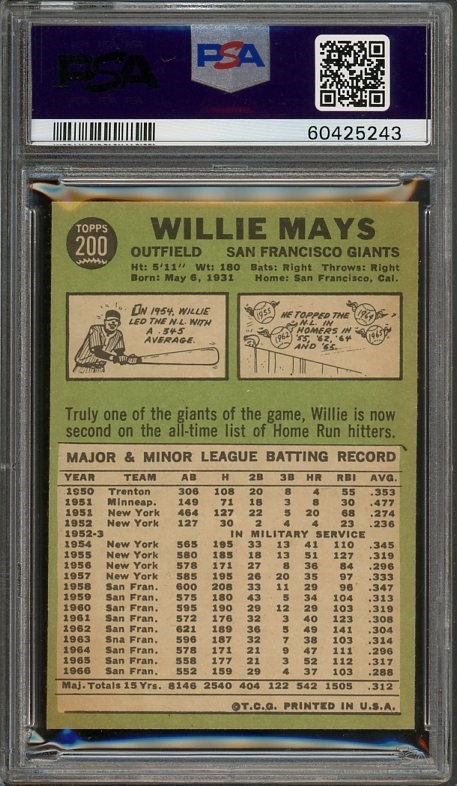 PSA
PSA
60425243
TOPPS
200
WILLIE MAYS
OUTFIELD SAN FRANCISCO GIANTS
Ht: 5'11" Wt: 180 Bats: Right Throws: Right
Born: May 6, 1931 Home: San Francisco, Cal.
IN 1954, WILLIE
LED THE N.L. WITH
A .345
AVERAGE.
HE TOPPED THE
N.L. IN
HOMERS IN
'55, '62, '64
AND '65
1955
1962
1964
1965
Truly one of the giants of the game, Willie is now
second on the all-time list of Home Run hitters.
MAJOR & MINOR LEAGUE BATTING RECORD
YEAR TEAM AB H 2B 3B HR RBI AVG.
1950 Trenton 306 108 20 8 4 55 .353
1951 Minneap. 149 71 18 3 8 30 .477
1951 New York 464 127 22 5 20 68 .274
1952 New York 127 30 2 4 4 23 .236
1952-3 IN MILITARY SERVICE
1954 New York 565 195 33 13 41 110 .345
1955 New York 580 185 18 13 51 127 .319
1956 New York 578 171 27 8 36 84 .296
1957 New York 585 195 26 20 35 97 .333
1958 San Fran. 600 208 33 11 29 96 .347
1959 San Fran. 575 180 43 5 34 104 .313
1960 San Fran. 595 190 29 12 29 103 .319
1961 San Fran. 572 176 32 3 40 123 .308
1962 San Fran. 621 189 36 5 49 141 .304
1963 Sna Fran. 596 187 32 7 38 103 .314
1964 San Fran. 578 171 21 9 47 111 .296
1965 San Fran. 558 177 21 3 52 112 .317
1966 San Fran. 552 159 29 4 37 103 .288
Maj. Totals 15 Yrs. 8146 2540 404 122 542 1505 .312
©T.C.G. PRINTED IN U.S.A.